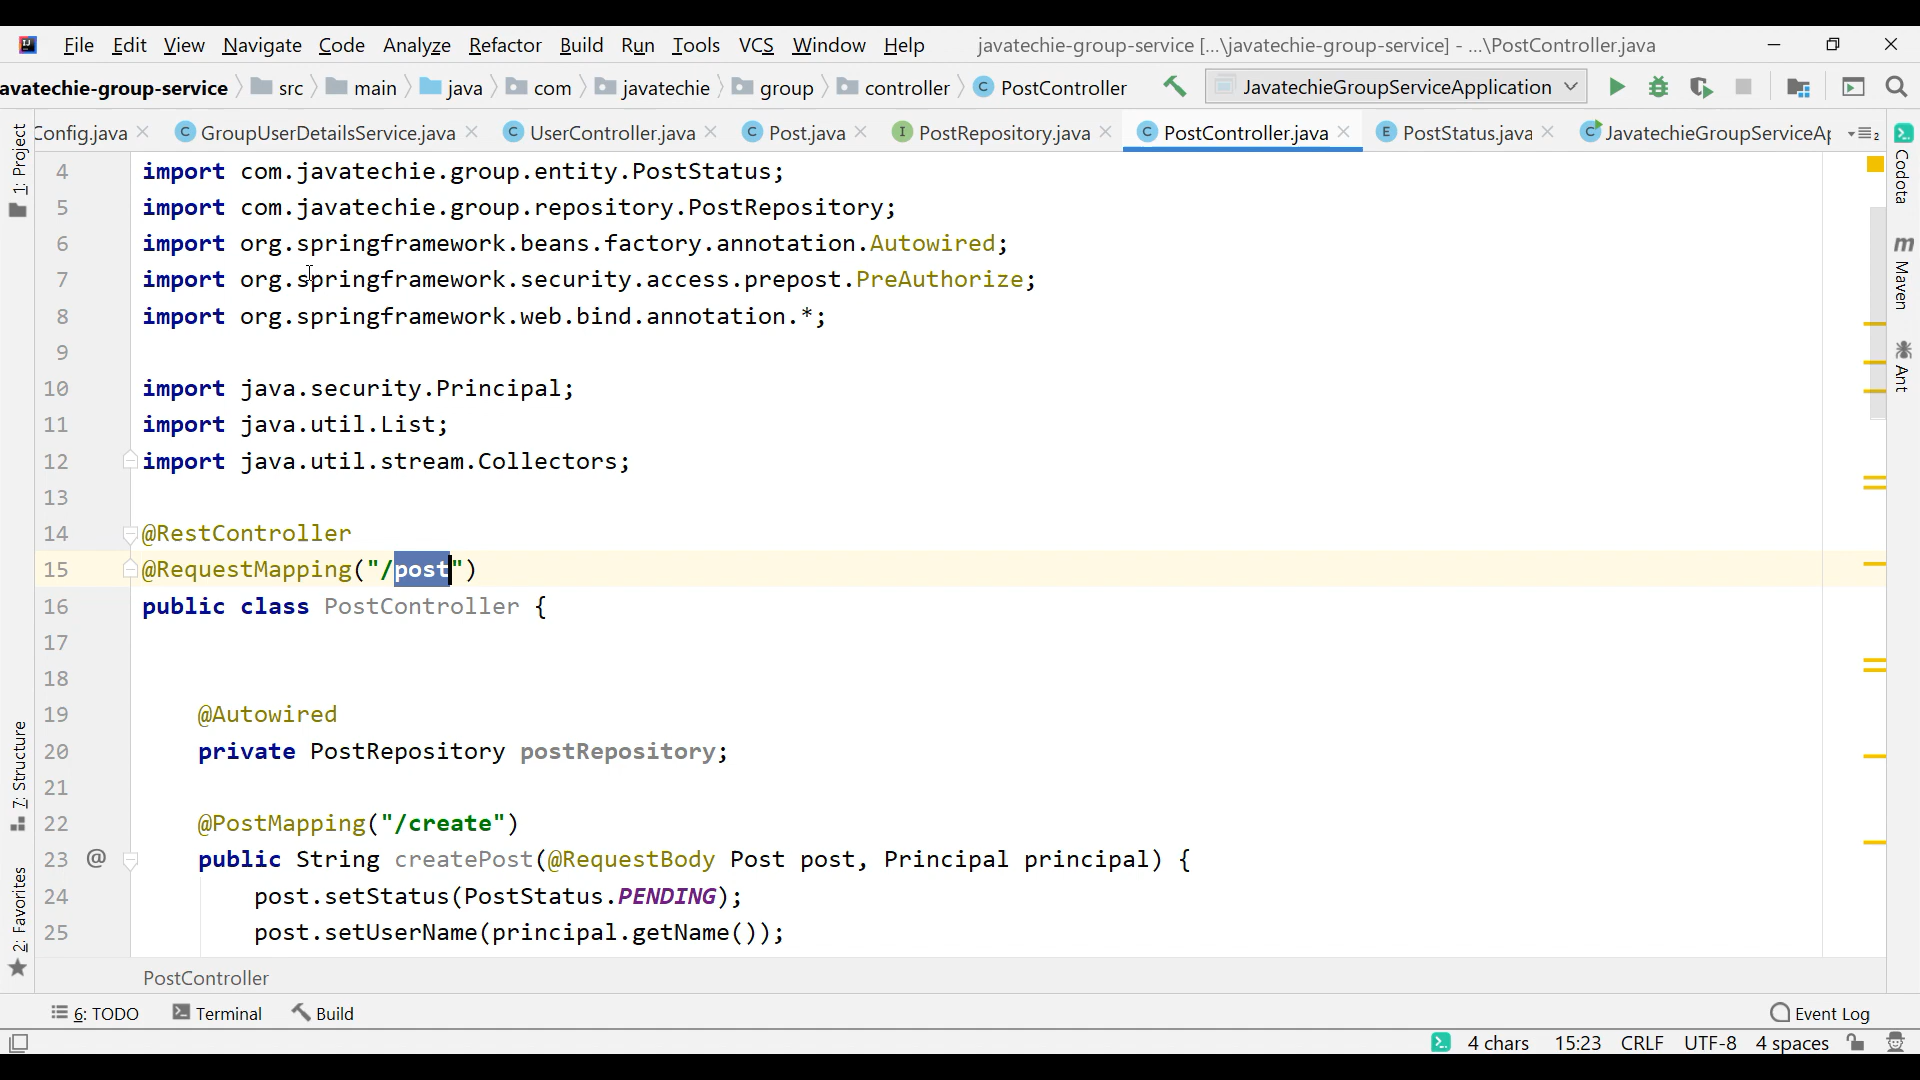 File Edit View Navigate Code Analyze Refactor Build Run Tools VCS Window Help javatechie-group-service [...\javatechie-group-service] - ...\PostController.java
avatechie-group-service src main java com javatechie group controller PostController JavatechieGroupServiceApplication
Config.java GroupUserDetailsService.java UserController.java Post.java PostRepository.java PostController.java PostStatus.java JavatechieGroupServiceAp
4 import com.javatechie.group.entity.PostStatus;
5 import com.javatechie.group.repository.PostRepository;
6 import org.springframework.beans.factory.annotation.Autowired;
7 import org.springframework.security.access.prepost.PreAuthorize;
8 import org.springframework.web.bind.annotation.*;
9
10 import java.security.Principal;
11 import java.util.List;
12 import java.util.stream.Collectors;
13
14 @RestController
15 @RequestMapping("/post")
16 public class PostController {
17
18
19 @Autowired
20 private PostRepository postRepository;
21
22 @PostMapping("/create")
23 @ public String createPost(@RequestBody Post post, Principal principal) {
24 post.setStatus(PostStatus.PENDING);
25 post.setUserName(principal.getName());
1: Project
7: Structure
2: Favorites
Codota
Maven
Ant
PostController
6: TODO Terminal Build Event Log
4 chars 15:23 CRLF UTF-8 4 spaces